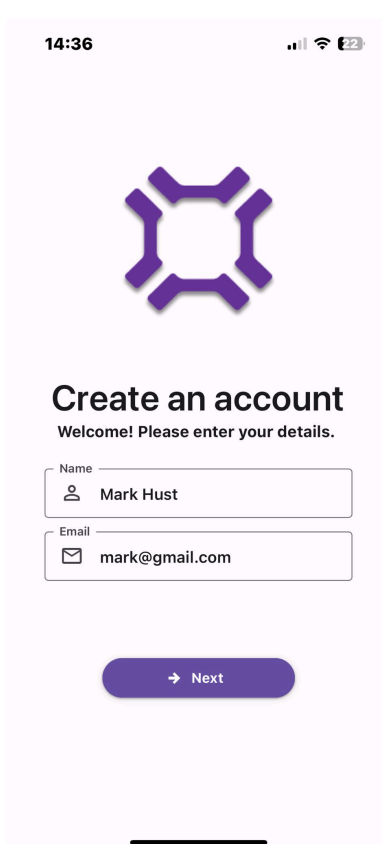 14:36
22
Create an account
Welcome! Please enter your details.
Name
Mark Hust
Email
mark@gmail.com
Next